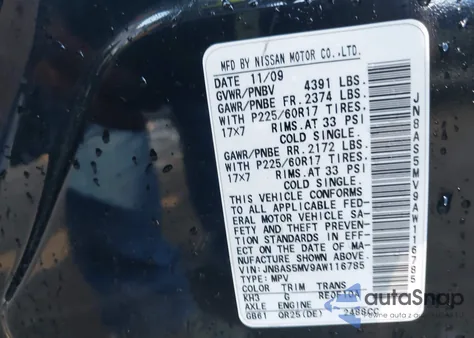 MFD BY NISSAN MOTOR CO.,LTD.
DATE 11/09
GVWR/PNBV 4391 LBS.
GAWR/PNBE FR. 2374 LBS.
WITH P225/60R17 TIRES,
17X7 RIMS.AT 33 PSI
COLD SINGLE.
GAWR/PNBE RR. 2172 LBS.
WITH P225/60R17 TIRES,
17X7 RIMS.AT 33 PSI
COLD SINGLE.
THIS VEHICLE CONFORMS
TO ALL APPLICABLE FED-
ERAL MOTOR VEHICLE SA-
FETY AND THEFT PREVEN-
TION STANDARDS IN EFFECT
ON THE DATE OF MA-
NUFACTURE SHOWN ABOVE.
VIN: JN8AS5MV9AW116785
TYPE: MPV
COLOR TRIM TRANS
KH3 G RE0F10A
AXLE ENGINE
GB61 QR25(DE) 2488CC
JN8AS5MV9AW116785
autoSnap